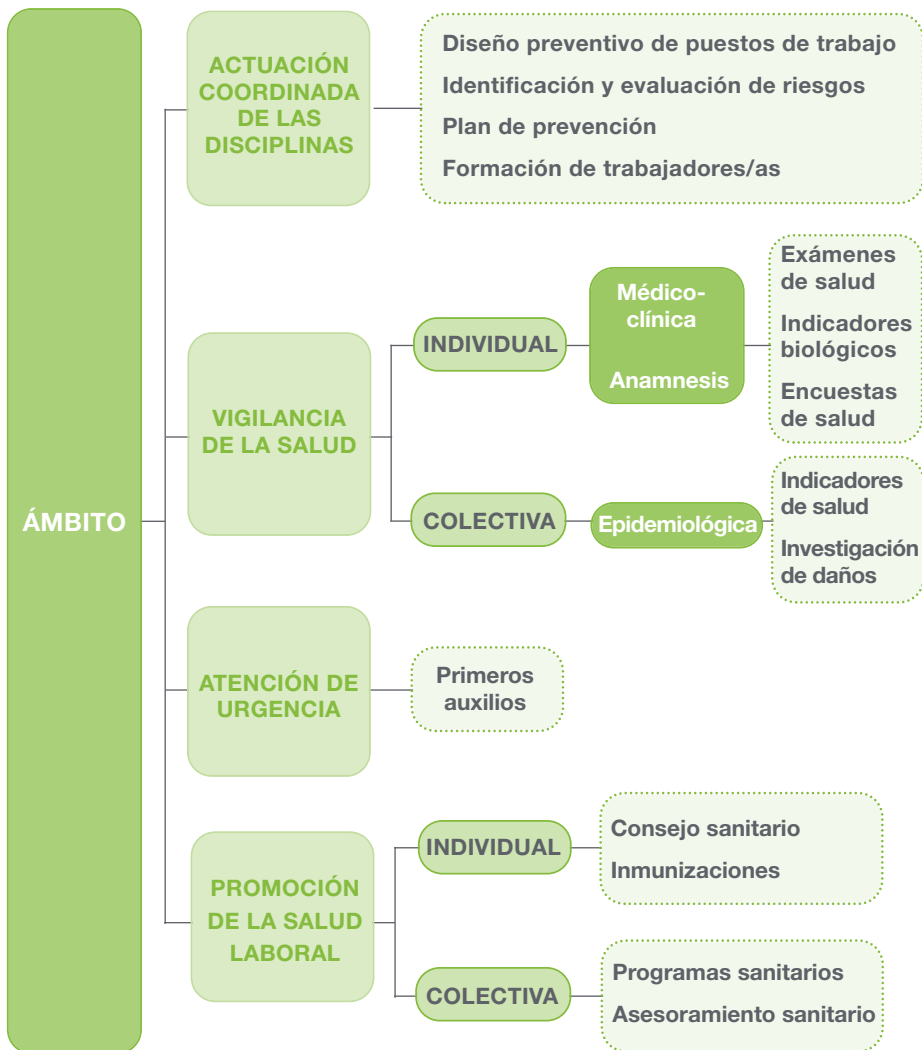 ÁMBITO
ACTUACIÓN
COORDINADA
DE LAS
DISCIPLINAS
Diseño preventivo de puestos de trabajo
Identificación y evaluación de riesgos
Plan de prevención
Formación de trabajadores/as
VIGILANCIA
DE LA SALUD
INDIVIDUAL
Médico-
clínica
Anamnesis
Exámenes
de salud
Indicadores
biológicos
Encuestas
de salud
COLECTIVA
Epidemiológica
Indicadores
de salud
Investigación
de daños
ATENCIÓN DE
URGENCIA
Primeros
auxilios
PROMOCIÓN
DE LA SALUD
LABORAL
INDIVIDUAL
Consejo sanitario
Inmunizaciones
COLECTIVA
Programas sanitarios
Asesoramiento sanitario